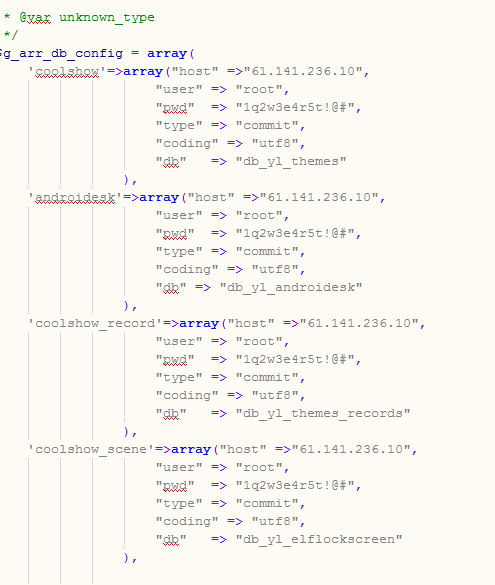 * @var unknown_type
*/
$g_arr_db_config = array(
'coolshow'=>array("host" =>"61.141.236.10",
"user" => "root",
"pwd" => "1q2w3e4r5t!@#",
"type" => "commit",
"coding" => "utf8",
"db" => "db_yl_themes"
),
'androidesk'=>array("host" =>"61.141.236.10",
"user" => "root",
"pwd" => "1q2w3e4r5t!@#",
"type" => "commit",
"coding" => "utf8",
"db" => "db_yl_androidesk"
),
'coolshow_record'=>array("host" =>"61.141.236.10",
"user" => "root",
"pwd" => "1q2w3e4r5t!@#",
"type" => "commit",
"coding" => "utf8",
"db" => "db_yl_themes_records"
),
'coolshow_scene'=>array("host" =>"61.141.236.10",
"user" => "root",
"pwd" => "1q2w3e4r5t!@#",
"type" => "commit",
"coding" => "utf8",
"db" => "db_yl_elflockscreen"
),